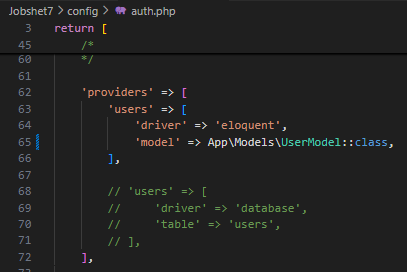 Jobshet7 > config > auth.php
3 return [
45 /*
60 */
61
62 'providers' => [
63 'users' => [
64 'driver' => 'eloquent',
65 'model' => App\Models\UserModel::class,
66 ],
67
68 // 'users' => [
69 //     'driver' => 'database',
70 //     'table' => 'users',
71 // ],
72 ],